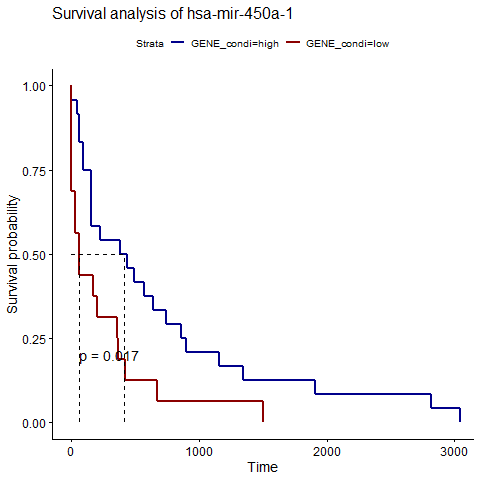 Survival analysis of hsa-mir-450a-1
Strata GENE_condi=high GENE_condi=low
1.00
0.75
0.50
0.25
0.00
Survival probability
p = 0.017
0 1000 2000 3000
Time